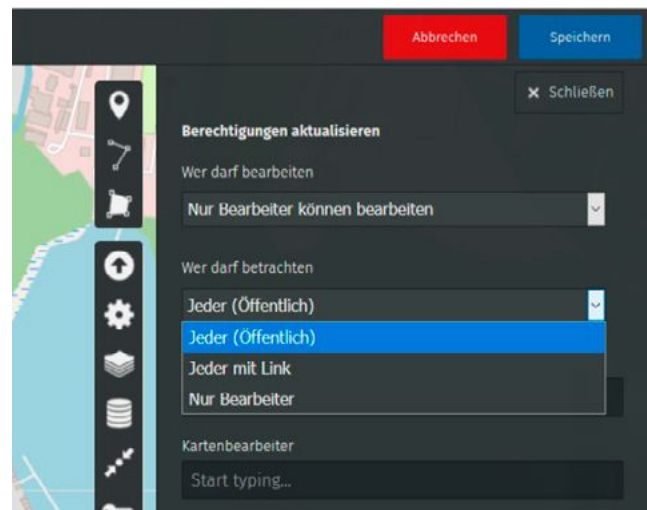 Abbrechen
Speichern
× Schließen
Berechtigungen aktualisieren
Wer darf bearbeiten
Nur Bearbeiter können bearbeiten
Wer darf betrachten
Jeder (Öffentlich)
Jeder (Öffentlich)
Jeder mit Link
Nur Bearbeiter
Kartenbearbeiter
Start typing...